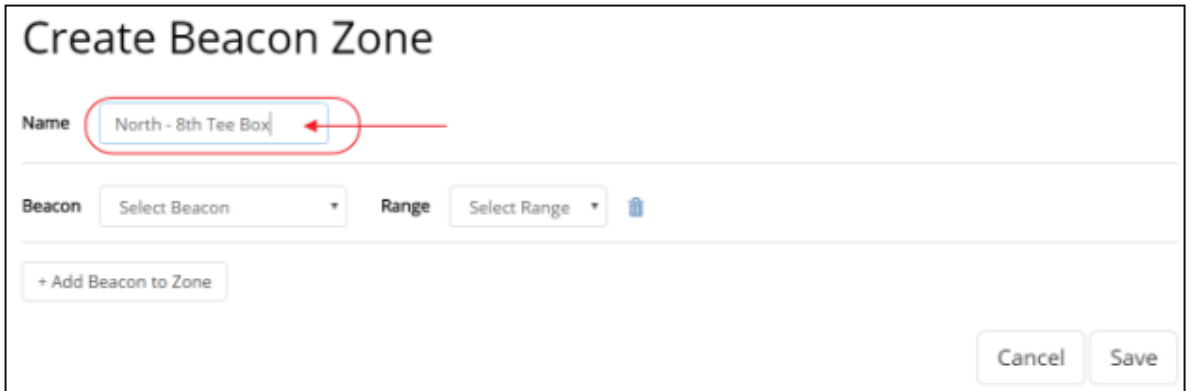 Create Beacon Zone
Name North - 8th Tee Box
Beacon Select Beacon Range Select Range
+ Add Beacon to Zone
Cancel Save